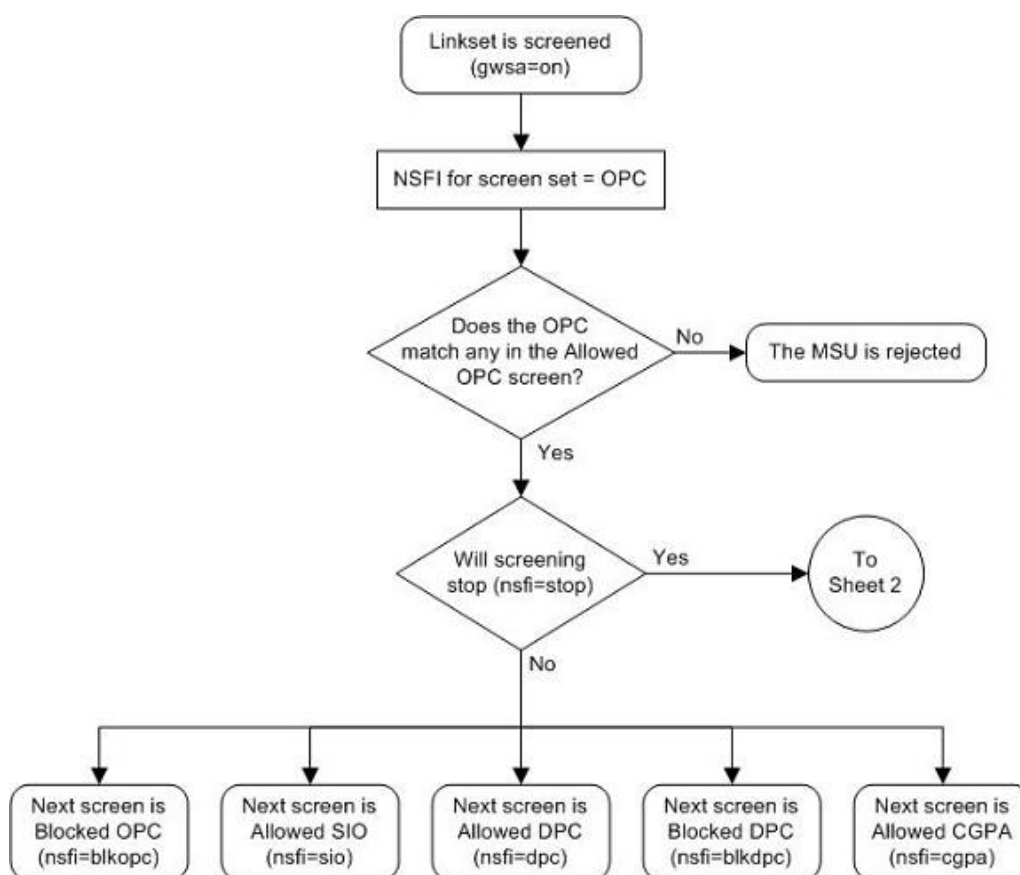 Linkset is screened
(gwsa=on)
NSFI for screen set = OPC
Does the OPC
match any in the Allowed
OPC screen?
No
The MSU is rejected
Yes
Will screening
stop (nsfi=stop)
Yes
To
Sheet 2
No
Next screen is
Blocked OPC
(nsfi=blkopc)
Next screen is
Allowed SIO
(nsfi=sio)
Next screen is
Allowed DPC
(nsfi=dpc)
Next screen is
Blocked DPC
(nsfi=blkdpc)
Next screen is
Allowed CGPA
(nsfi=cgpa)